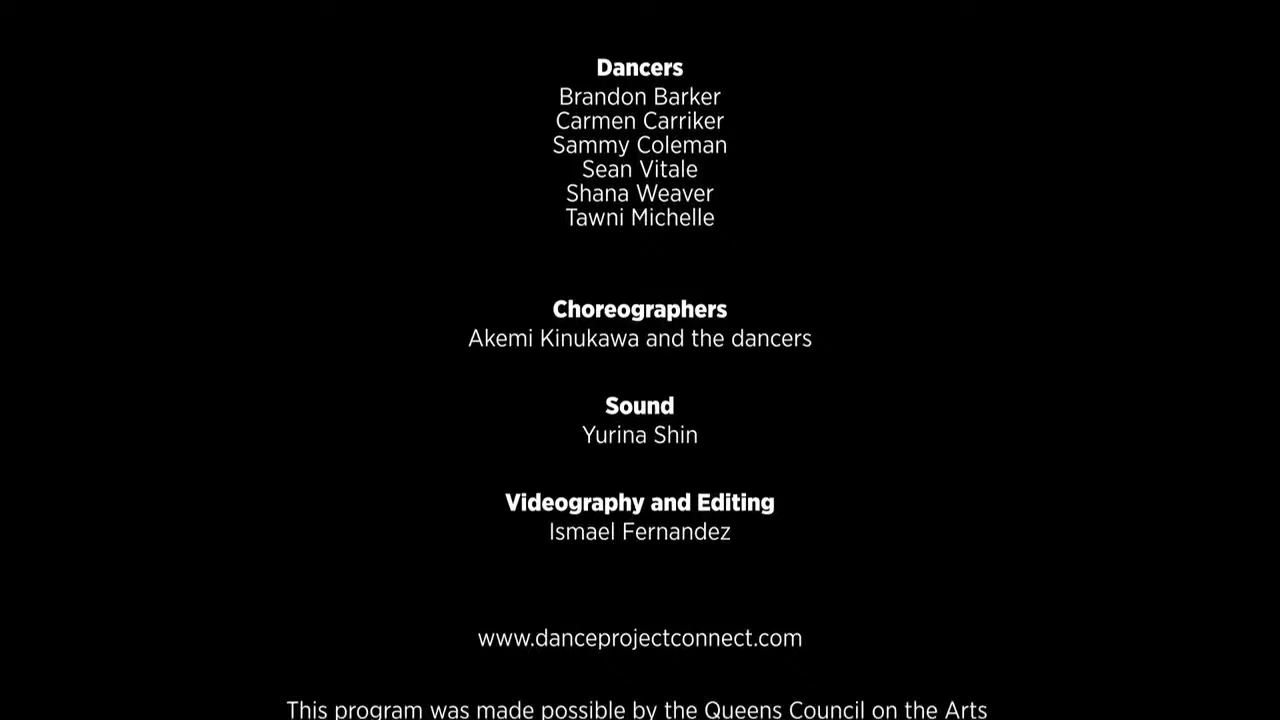 Dancers
Brandon Barker
Carmen Carriker
Sammy Coleman
Sean Vitale
Shana Weaver
Tawni Michelle
Choreographers
Akemi Kinukawa and the dancers
Sound
Yurina Shin
Videography and Editing
Ismael Fernandez
www.danceprojectconnect.com
This program was made possible by the Queens Council on the Arts